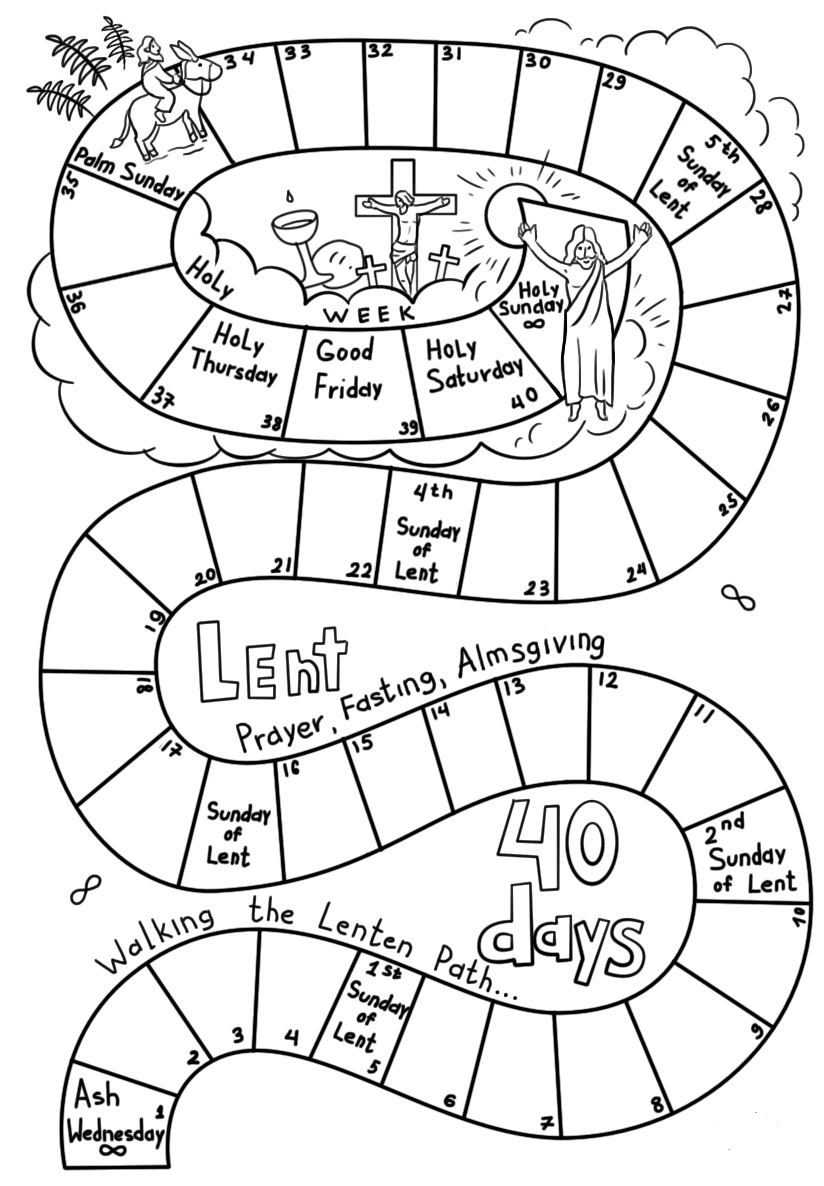 34
33
32
31
30
29
5th
Sunday
of
Lent
28
27
26
25
24
23
Palm Sunday
35
36
37
Holy
WEEK
Holy
Thursday
38
Good
Friday
39
Holy
Saturday
40
Holy
Sunday
∞
4th
Sunday
of
Lent
22
21
20
19
18
17
∞
Lent
Prayer, Fasting, Almsgiving
Sunday
of
Lent
16
15
14
13
12
11
2nd
Sunday
of Lent
10
9
8
7
6
40
days
∞
Walking the Lenten Path...
1st
Sunday
of
Lent
5
4
3
2
Ash
1
Wednesday
∞